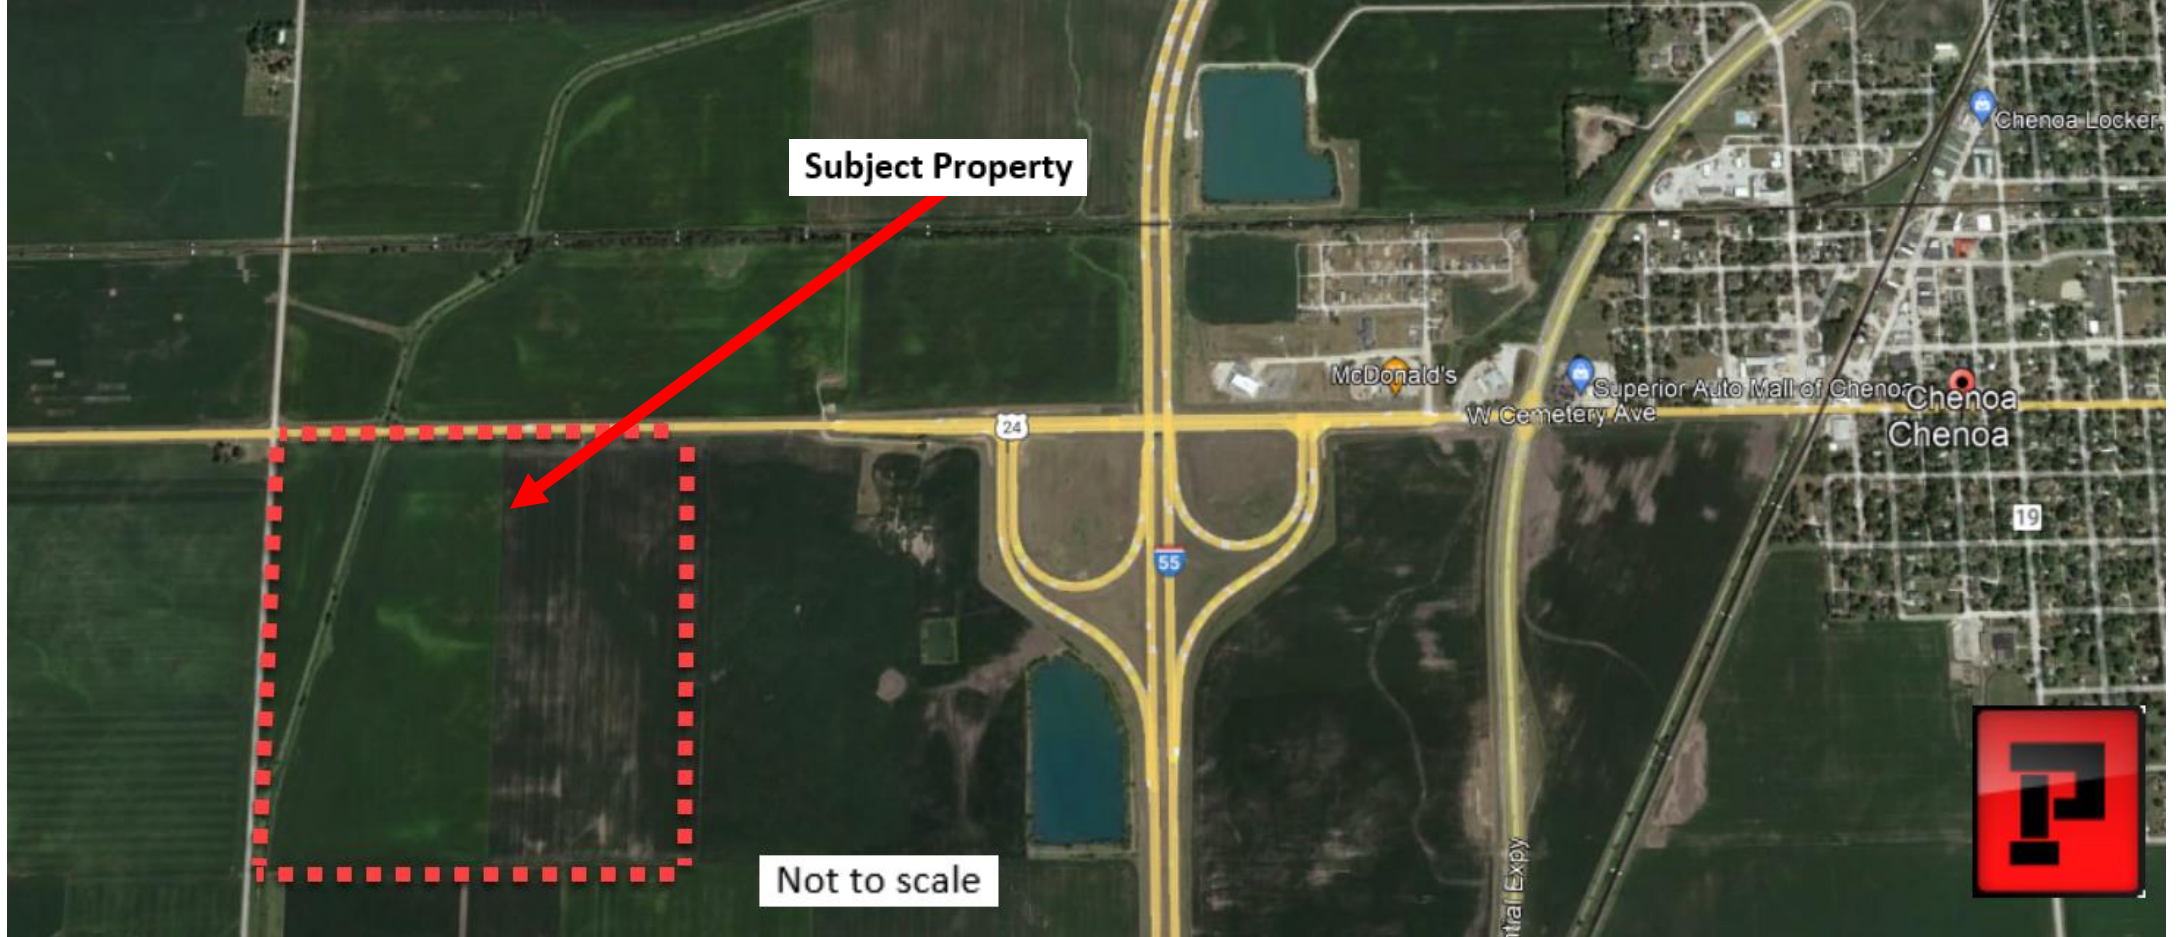 Chenoa Locker,
Subject Property
McDonald's
Superior Auto Mall of Chenoa
Chenoa
W Cemetery Ave
24
Chenoa
19
55
Not to scale
ntral Expy